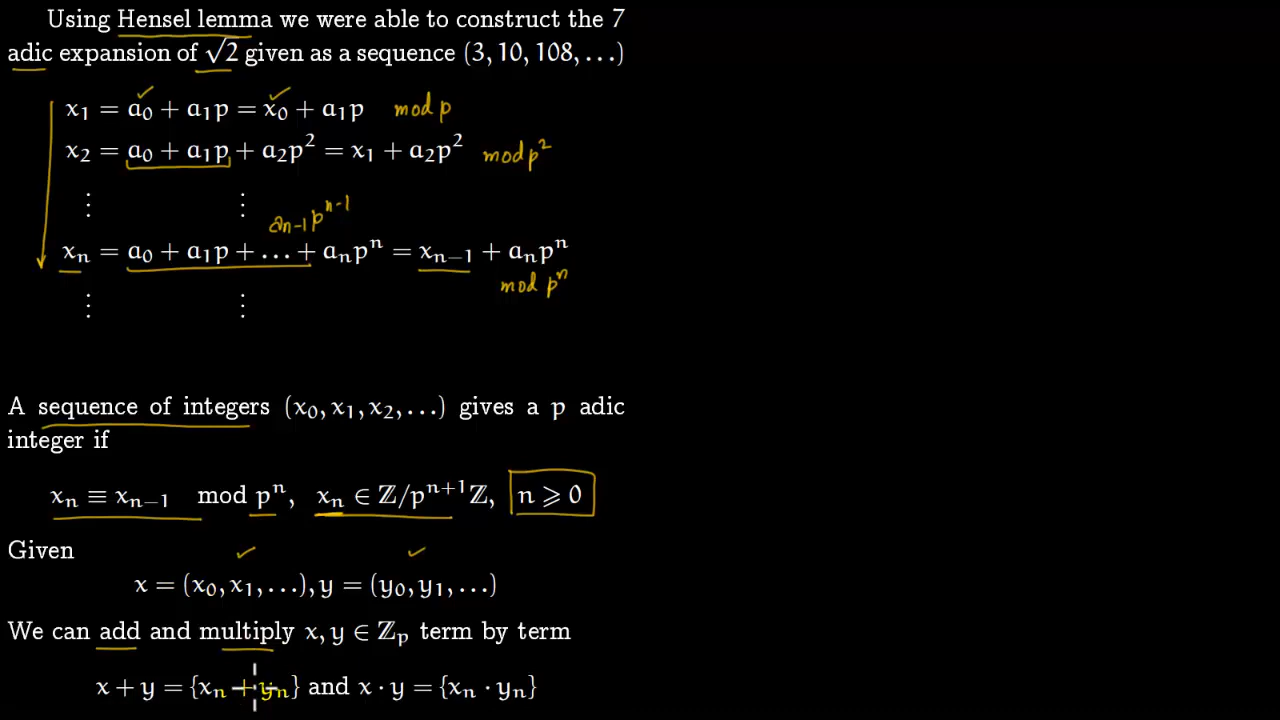 Using Hensel lemma we were able to construct the 7
adic expansion of √2 given as a sequence (3, 10, 108, ...)
x₁ = a₀ + a₁p = x₀ + a₁p mod p
x₂ = a₀ + a₁p + a₂p² = x₁ + a₂p² mod p²
⋮ ⋮
aₙ₋₁pⁿ⁻¹
xₙ = a₀ + a₁p + ... + aₙpⁿ = xₙ₋₁ + aₙpⁿ
mod pⁿ
⋮ ⋮
A sequence of integers (x₀, x₁, x₂, ...) gives a p adic
integer if
xₙ ≡ xₙ₋₁ mod pⁿ, xₙ ∈ ℤ/pⁿ⁺¹ℤ, n ⩾ 0
Given
x = (x₀, x₁, ...), y = (y₀, y₁, ...)
We can add and multiply x, y ∈ ℤₚ term by term
x + y = {xₙ + yₙ} and x · y = {xₙ · yₙ}